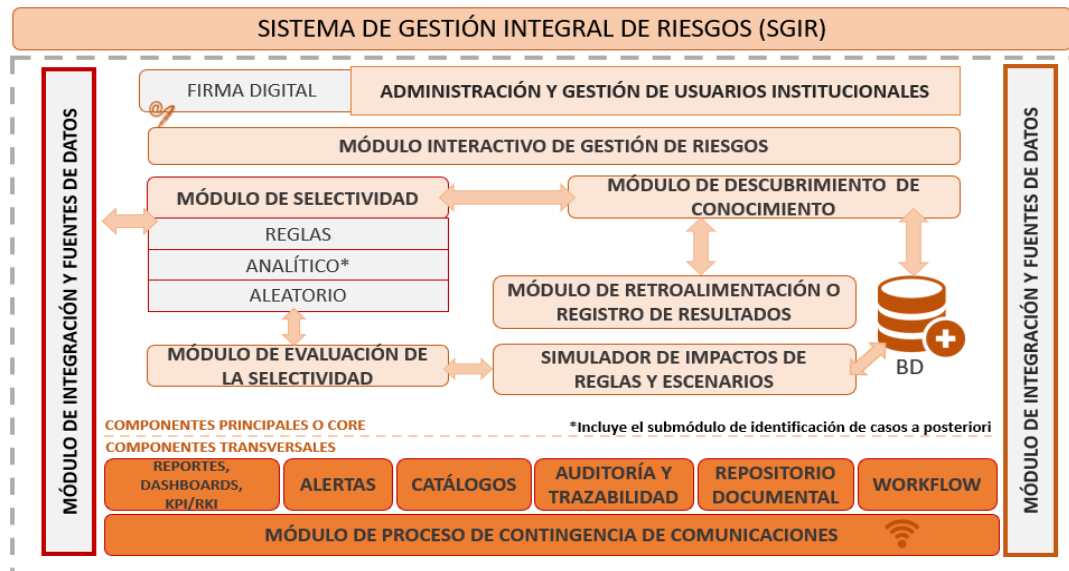 SISTEMA DE GESTIÓN INTEGRAL DE RIESGOS (SGIR)
MÓDULO DE INTEGRACIÓN Y FUENTES DE DATOS
FIRMA DIGITAL
@
ADMINISTRACIÓN Y GESTIÓN DE USUARIOS INSTITUCIONALES
MÓDULO INTERACTIVO DE GESTIÓN DE RIESGOS
MÓDULO DE SELECTIVIDAD
REGLAS
ANALÍTICO*
ALEATORIO
MÓDULO DE DESCUBRIMIENTO DE
CONOCIMIENTO
MÓDULO DE RETROALIMENTACIÓN O
REGISTRO DE RESULTADOS
MÓDULO DE EVALUACIÓN DE
LA SELECTIVIDAD
SIMULADOR DE IMPACTOS DE
REGLAS Y ESCENARIOS
BD
COMPONENTES PRINCIPALES O CORE
*Incluye el submódulo de identificación de casos a posteriori
COMPONENTES TRANSVERSALES
REPORTES,
DASHBOARDS,
KPI/RKI
ALERTAS
CATÁLOGOS
AUDITORÍA Y
TRAZABILIDAD
REPOSITORIO
DOCUMENTAL
WORKFLOW
MÓDULO DE PROCESO DE CONTINGENCIA DE COMUNICACIONES
MÓDULO DE INTEGRACIÓN Y FUENTES DE DATOS